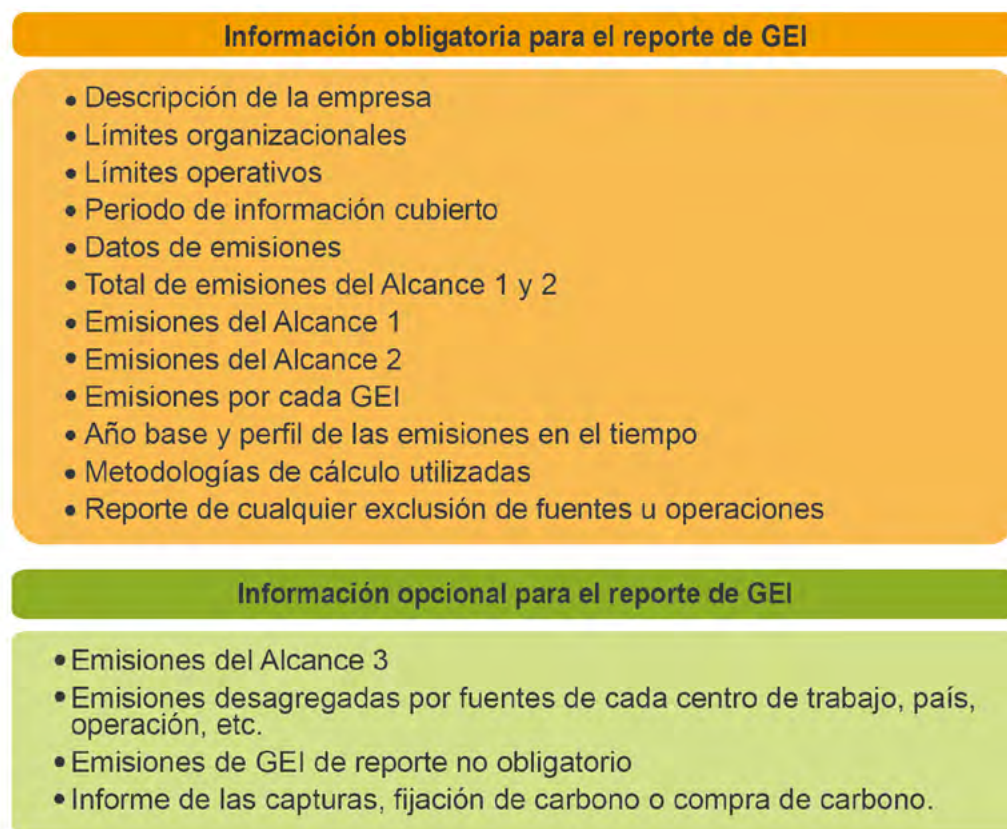 Información obligatoria para el reporte de GEI
• Descripción de la empresa
• Límites organizacionales
• Límites operativos
• Periodo de información cubierto
• Datos de emisiones
• Total de emisiones del Alcance 1 y 2
• Emisiones del Alcance 1
• Emisiones del Alcance 2
• Emisiones por cada GEI
• Año base y perfil de las emisiones en el tiempo
• Metodologías de cálculo utilizadas
• Reporte de cualquier exclusión de fuentes u operaciones
Información opcional para el reporte de GEI
• Emisiones del Alcance 3
• Emisiones desagregadas por fuentes de cada centro de trabajo, país,
operación, etc.
• Emisiones de GEI de reporte no obligatorio
• Informe de las capturas, fijación de carbono o compra de carbono.